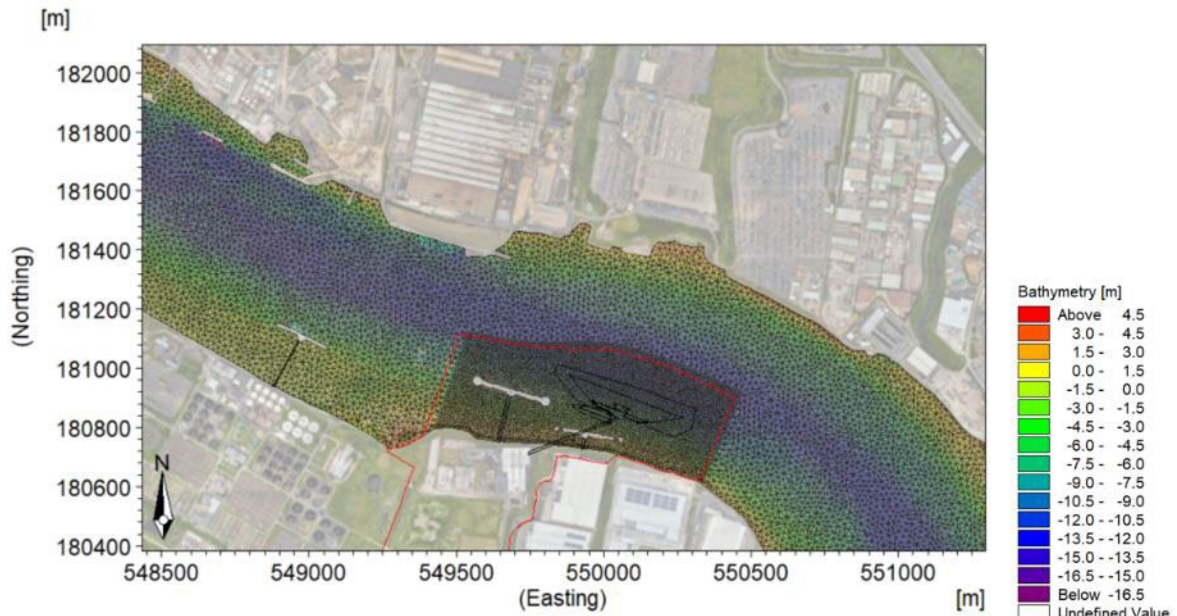 [m]
182000
181800
181600
181400
181200
181000
180800
180600
180400
(Northing)
N
548500 549000 549500 550000 550500 551000
(Easting) [m]
Bathymetry [m]
Above 4.5
3.0 - 4.5
1.5 - 3.0
0.0 - 1.5
-1.5 - 0.0
-3.0 - -1.5
-4.5 - -3.0
-6.0 - -4.5
-7.5 - -6.0
-9.0 - -7.5
-10.5 - -9.0
-12.0 - -10.5
-13.5 - -12.0
-15.0 - -13.5
-16.5 - -15.0
Below -16.5
Undefined Value